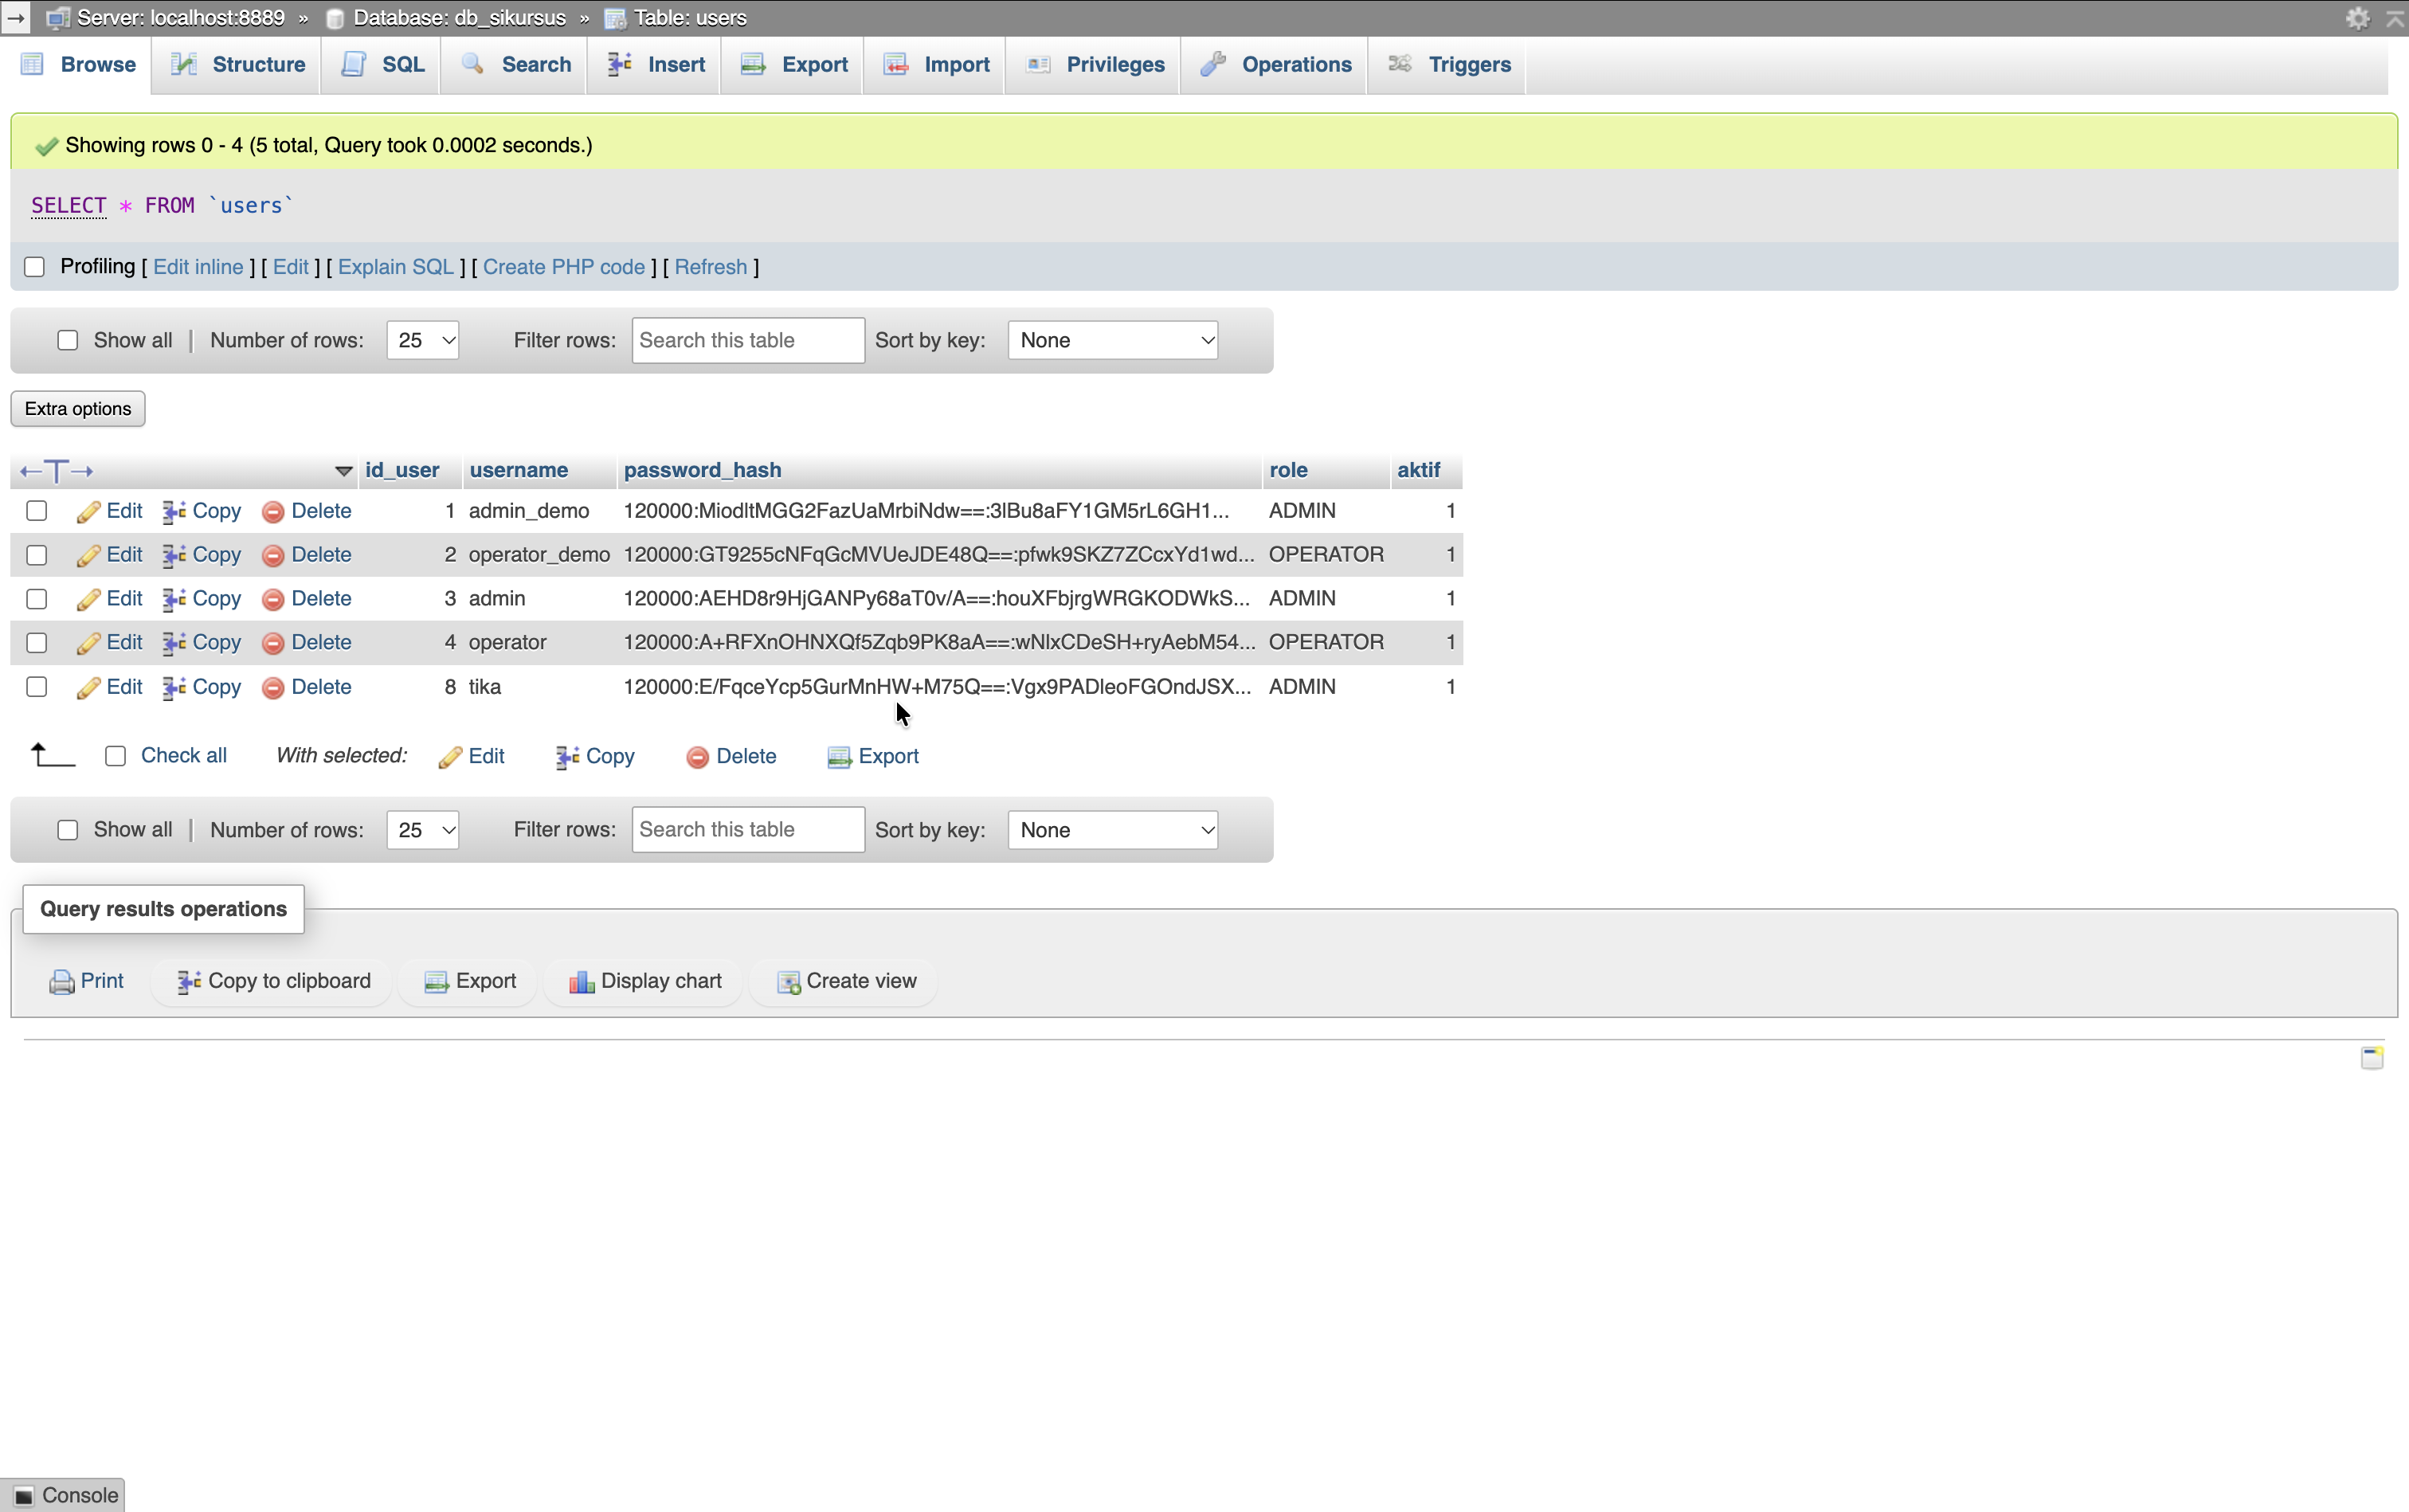 Server: localhost:8889 » Database: db_sikursus » Table: users
Browse Structure SQL Search Insert Export Import Privileges Operations Triggers
Showing rows 0 - 4 (5 total, Query took 0.0002 seconds.)
SELECT * FROM `users`
Profiling [ Edit inline ] [ Edit ] [ Explain SQL ] [ Create PHP code ] [ Refresh ]
Show all | Number of rows: 25 Filter rows: Search this table Sort by key: None
Extra options
←T→ id_user username password_hash role aktif
Edit Copy Delete 1 admin_demo 120000:MiodltMGG2FazUaMrbiNdw==:3lBu8aFY1GM5rL6GH1... ADMIN 1
Edit Copy Delete 2 operator_demo 120000:GT9255cNFqGcMVUeJDE48Q==:pfwk9SKZ7ZCcxYd1wd... OPERATOR 1
Edit Copy Delete 3 admin 120000:AEHD8r9HjGANPy68aT0v/A==:houXFbjrgWRGKODWkS... ADMIN 1
Edit Copy Delete 4 operator 120000:A+RFXnOHNXQf5Zqb9PK8aA==:wNlxCDeSH+ryAebM54... OPERATOR 1
Edit Copy Delete 8 tika 120000:E/FqceYcp5GurMnHW+M75Q==:Vgx9PADleoFGOndJSX... ADMIN 1
Check all With selected: Edit Copy Delete Export
Show all | Number of rows: 25 Filter rows: Search this table Sort by key: None
Query results operations
Print Copy to clipboard Export Display chart Create view
Console